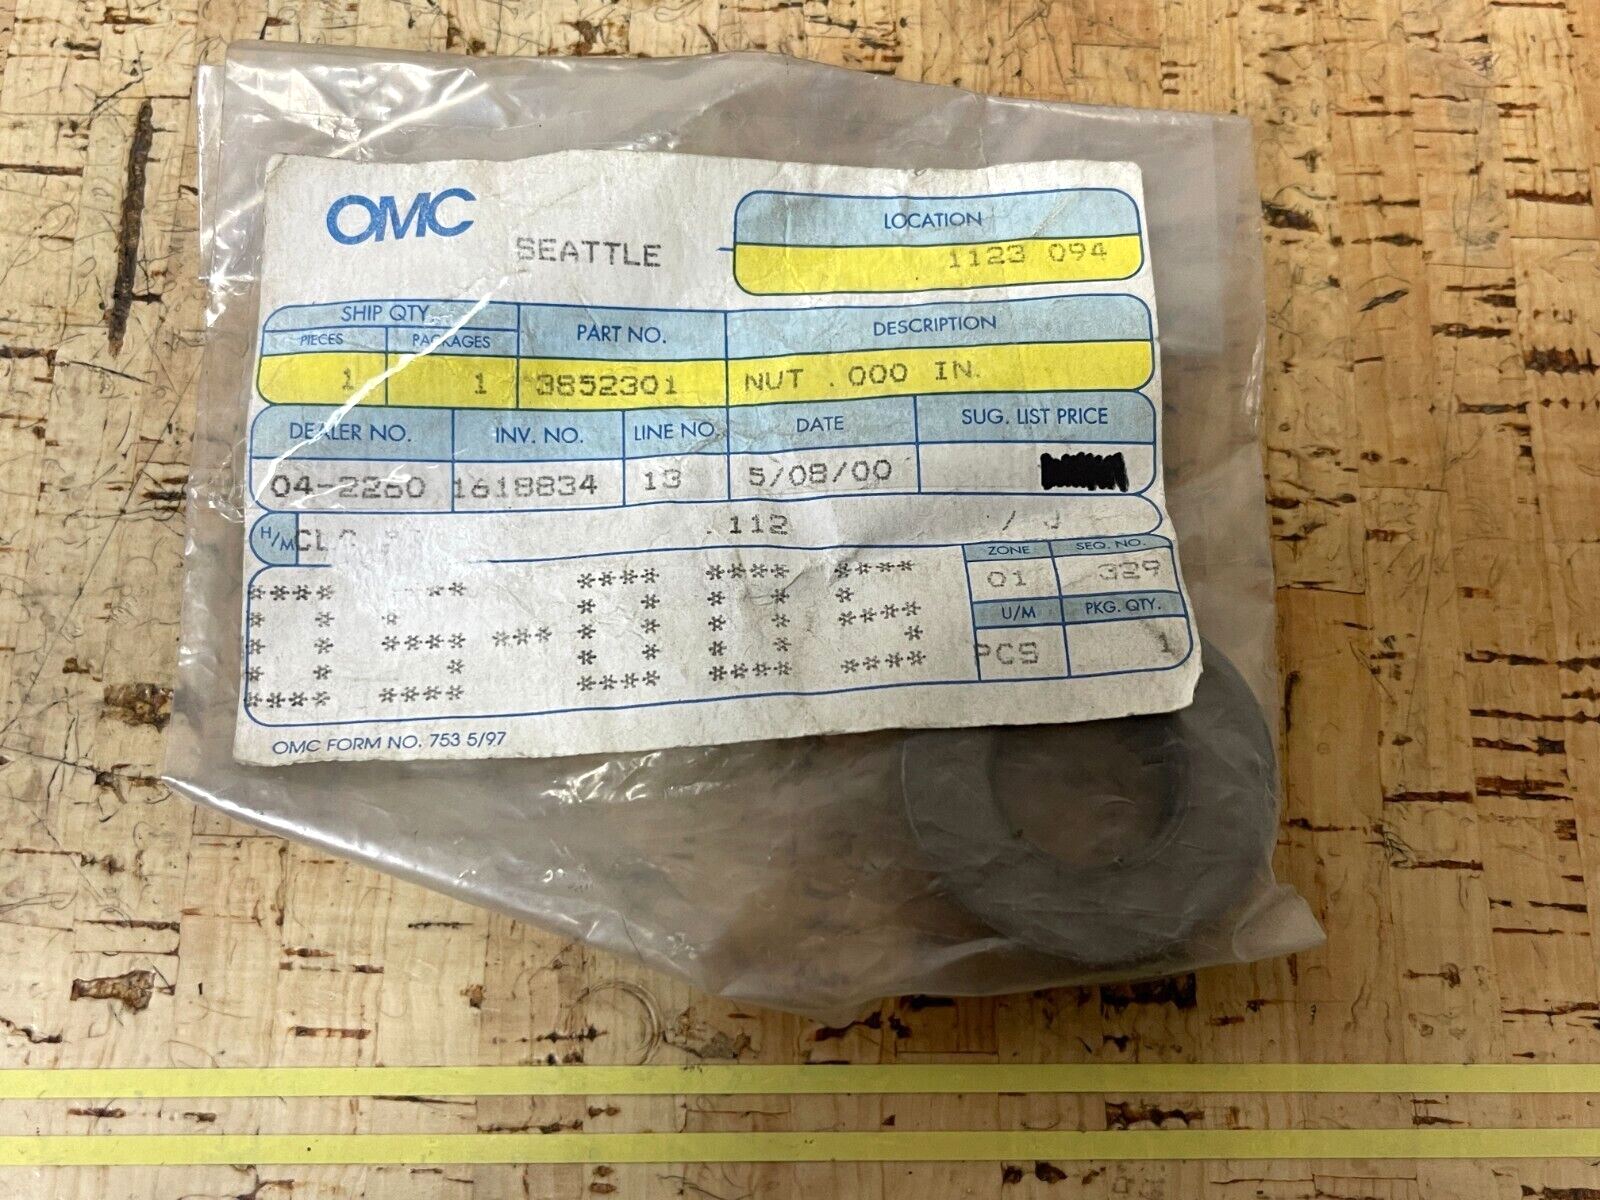 OMC
SEATTLE
LOCATION
1123 094
SHIP QTY.
PIECES PACKAGES PART NO. DESCRIPTION
1 1 3852301 NUT .000 IN.
DEALER NO. INV. NO. LINE NO. DATE SUG. LIST PRICE
04-2260 1618834 13 5/08/00
H/M .112 /
ZONE SEQ. NO.
01 329
U/M PKG. QTY.
PCS 1
OMC FORM NO. 753 5/97